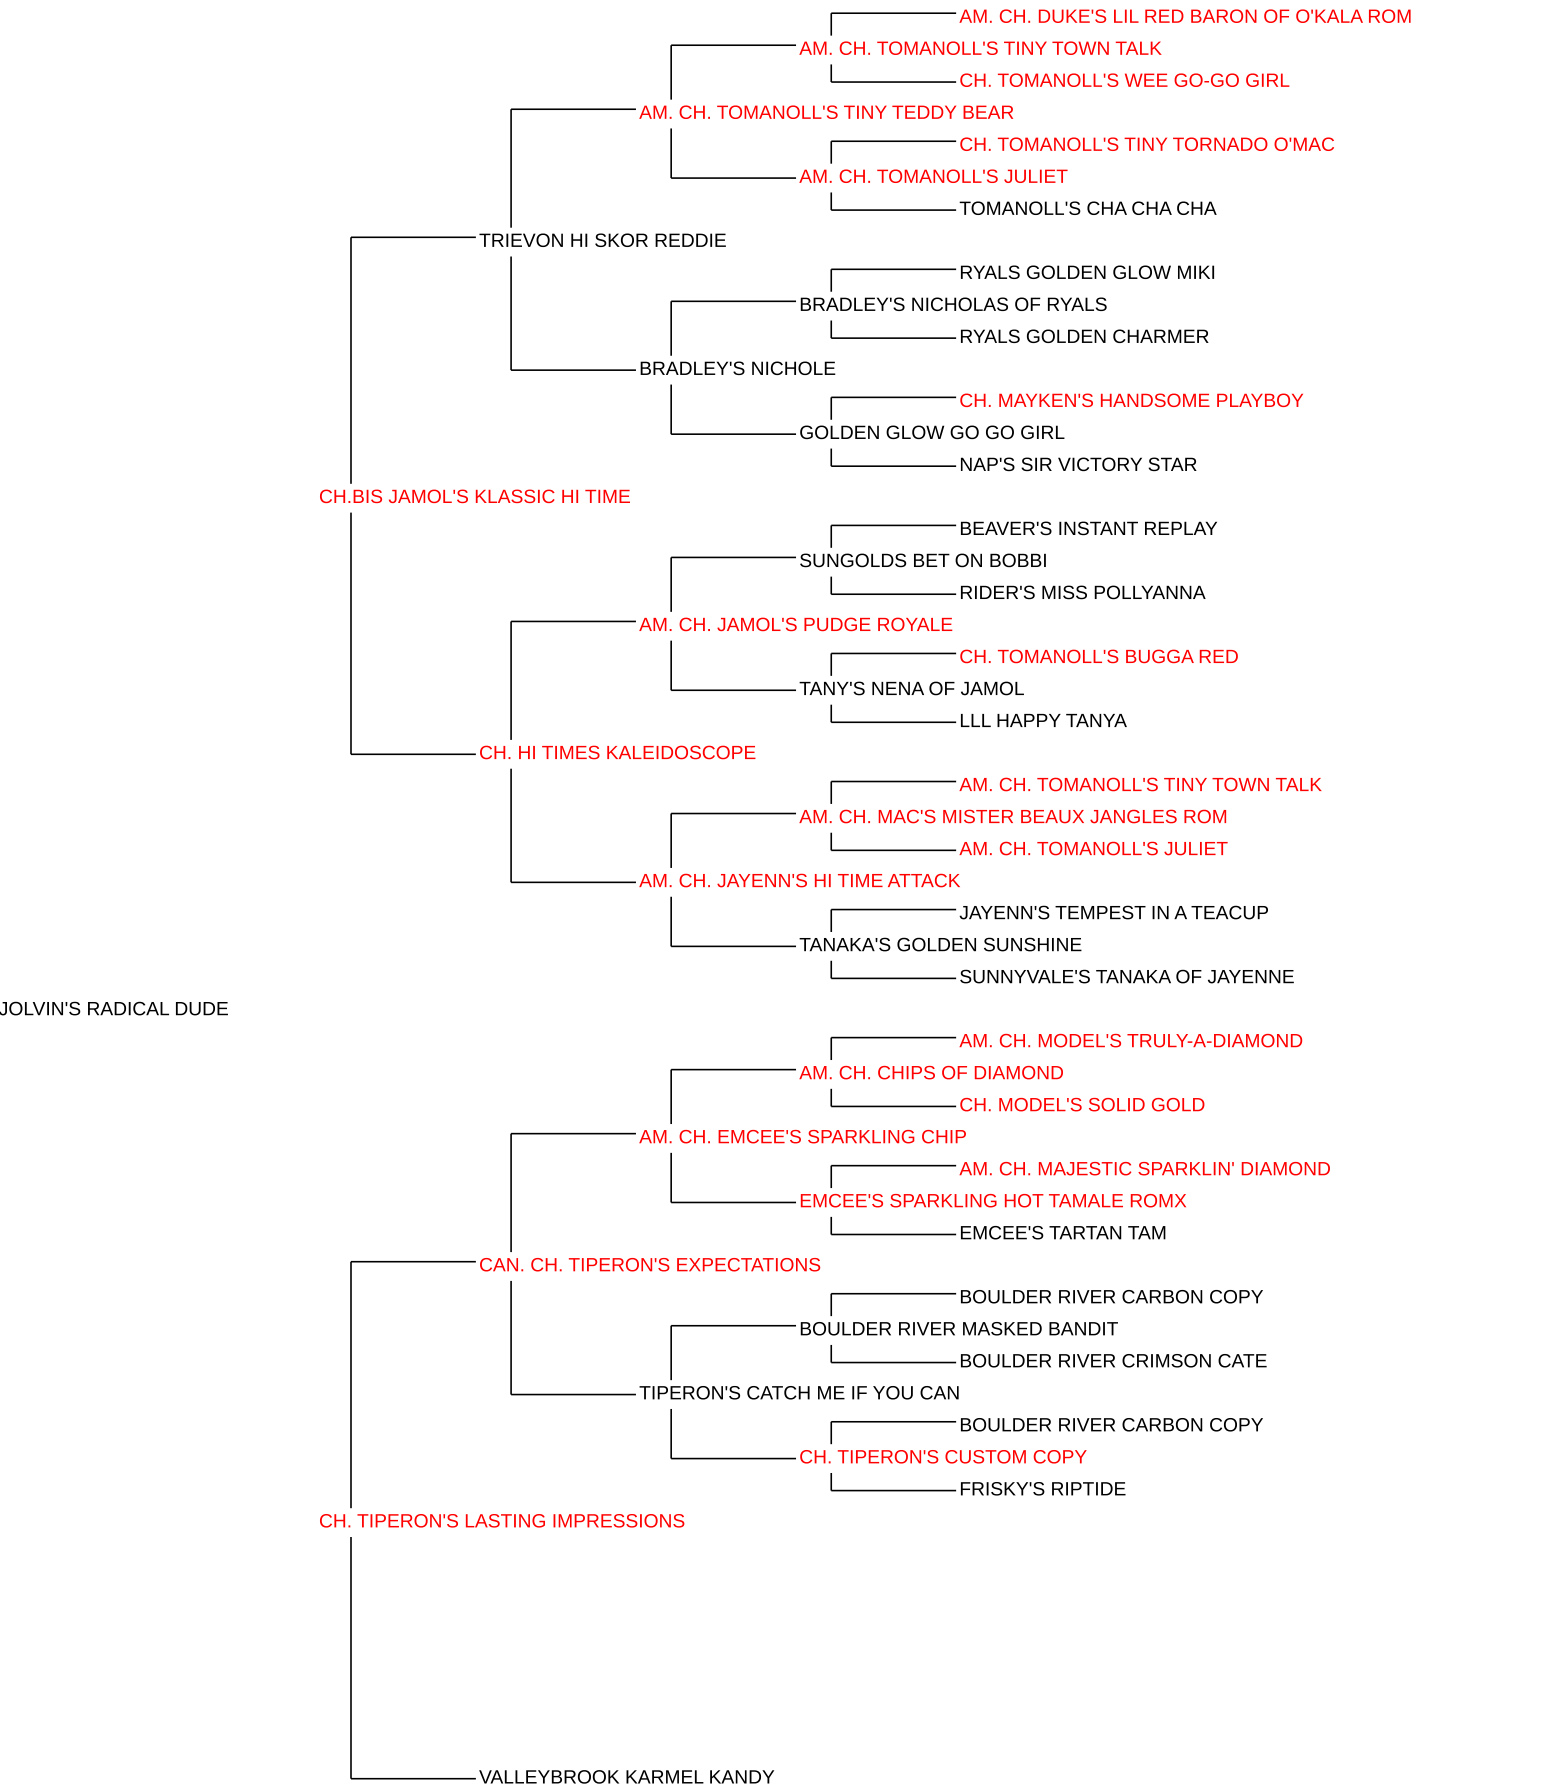 AM. CH. DUKE'S LIL RED BARON OF O'KALA ROM
AM. CH. TOMANOLL'S TINY TOWN TALK
CH. TOMANOLL'S WEE GO-GO GIRL
AM. CH. TOMANOLL'S TINY TEDDY BEAR
CH. TOMANOLL'S TINY TORNADO O'MAC
AM. CH. TOMANOLL'S JULIET
TOMANOLL'S CHA CHA CHA
TRIEVON HI SKOR REDDIE
RYALS GOLDEN GLOW MIKI
BRADLEY'S NICHOLAS OF RYALS
RYALS GOLDEN CHARMER
BRADLEY'S NICHOLE
CH. MAYKEN'S HANDSOME PLAYBOY
GOLDEN GLOW GO GO GIRL
NAP'S SIR VICTORY STAR
CH.BIS JAMOL'S KLASSIC HI TIME
BEAVER'S INSTANT REPLAY
SUNGOLDS BET ON BOBBI
RIDER'S MISS POLLYANNA
AM. CH. JAMOL'S PUDGE ROYALE
CH. TOMANOLL'S BUGGA RED
TANY'S NENA OF JAMOL
LLL HAPPY TANYA
CH. HI TIMES KALEIDOSCOPE
AM. CH. TOMANOLL'S TINY TOWN TALK
AM. CH. MAC'S MISTER BEAUX JANGLES ROM
AM. CH. TOMANOLL'S JULIET
AM. CH. JAYENN'S HI TIME ATTACK
JAYENN'S TEMPEST IN A TEACUP
TANAKA'S GOLDEN SUNSHINE
SUNNYVALE'S TANAKA OF JAYENNE
JOLVIN'S RADICAL DUDE
AM. CH. MODEL'S TRULY-A-DIAMOND
AM. CH. CHIPS OF DIAMOND
CH. MODEL'S SOLID GOLD
AM. CH. EMCEE'S SPARKLING CHIP
AM. CH. MAJESTIC SPARKLIN' DIAMOND
EMCEE'S SPARKLING HOT TAMALE ROMX
EMCEE'S TARTAN TAM
CAN. CH. TIPERON'S EXPECTATIONS
BOULDER RIVER CARBON COPY
BOULDER RIVER MASKED BANDIT
BOULDER RIVER CRIMSON CATE
TIPERON'S CATCH ME IF YOU CAN
BOULDER RIVER CARBON COPY
CH. TIPERON'S CUSTOM COPY
FRISKY'S RIPTIDE
CH. TIPERON'S LASTING IMPRESSIONS
VALLEYBROOK KARMEL KANDY